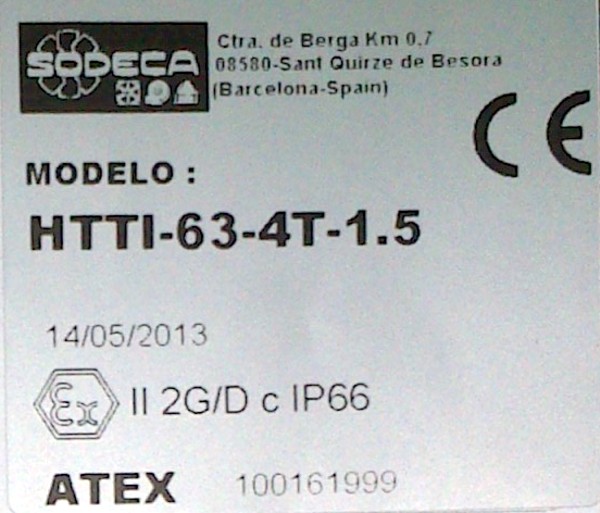 SODECA
Ctra. de Berga Km 0.7
08580-Sant Quirze de Besora
(Barcelona-Spain)
CE
MODELO :
HTTI-63-4T-1.5
14/05/2013
Ex II 2G/D c IP66
ATEX 100161999